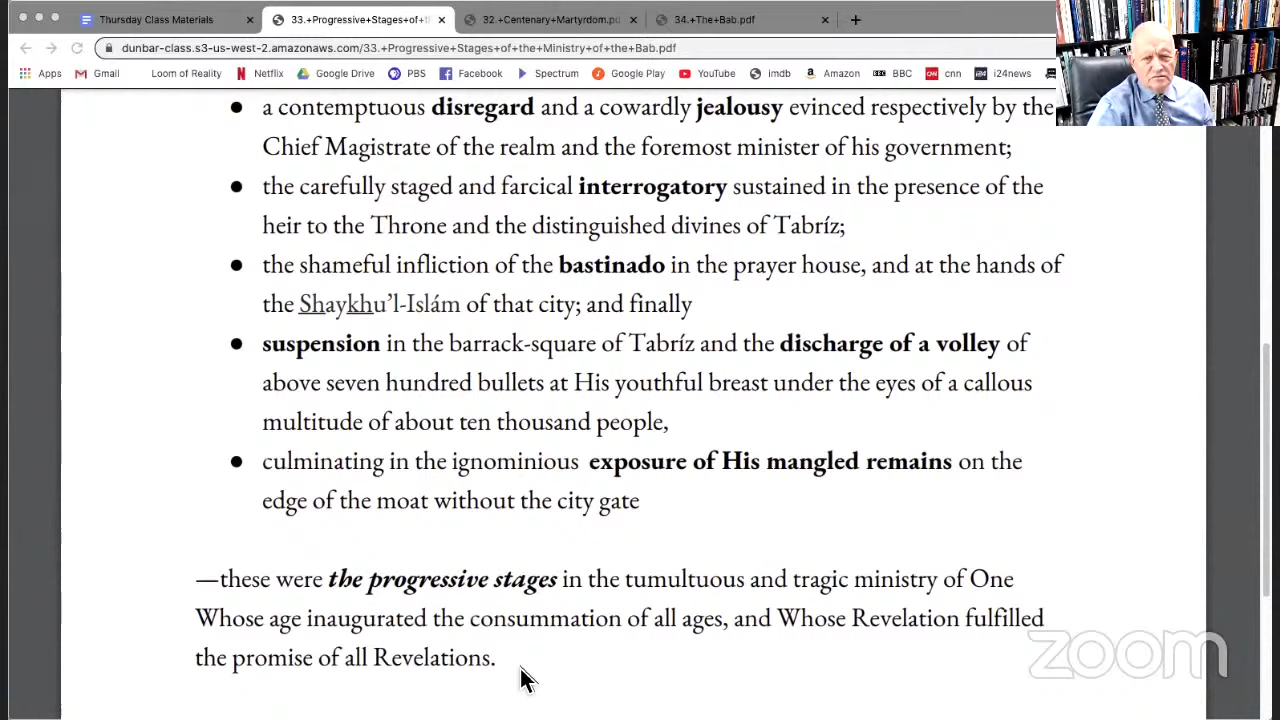 Thursday Class Materials
33.+Progressive+Stages+of+t
32.+Centenary+Martyrdom.pd
34.+The+Bab.pdf
dunbar-class.s3-us-west-2.amazonaws.com/33.+Progressive+Stages+of+the+Ministry+of+the+Bab.pdf
Apps Gmail Loom of Reality Netflix Google Drive PBS Facebook Spectrum Google Play YouTube imdb Amazon BBC cnn i24news
• a contemptuous disregard and a cowardly jealousy evinced respectively by the
Chief Magistrate of the realm and the foremost minister of his government;
• the carefully staged and farcical interrogatory sustained in the presence of the
heir to the Throne and the distinguished divines of Tabríz;
• the shameful infliction of the bastinado in the prayer house, and at the hands of
the Shaykhu’l-Islám of that city; and finally
• suspension in the barrack-square of Tabríz and the discharge of a volley of
above seven hundred bullets at His youthful breast under the eyes of a callous
multitude of about ten thousand people,
• culminating in the ignominious exposure of His mangled remains on the
edge of the moat without the city gate
—these were the progressive stages in the tumultuous and tragic ministry of One
Whose age inaugurated the consummation of all ages, and Whose Revelation fulfilled
the promise of all Revelations.
zoom